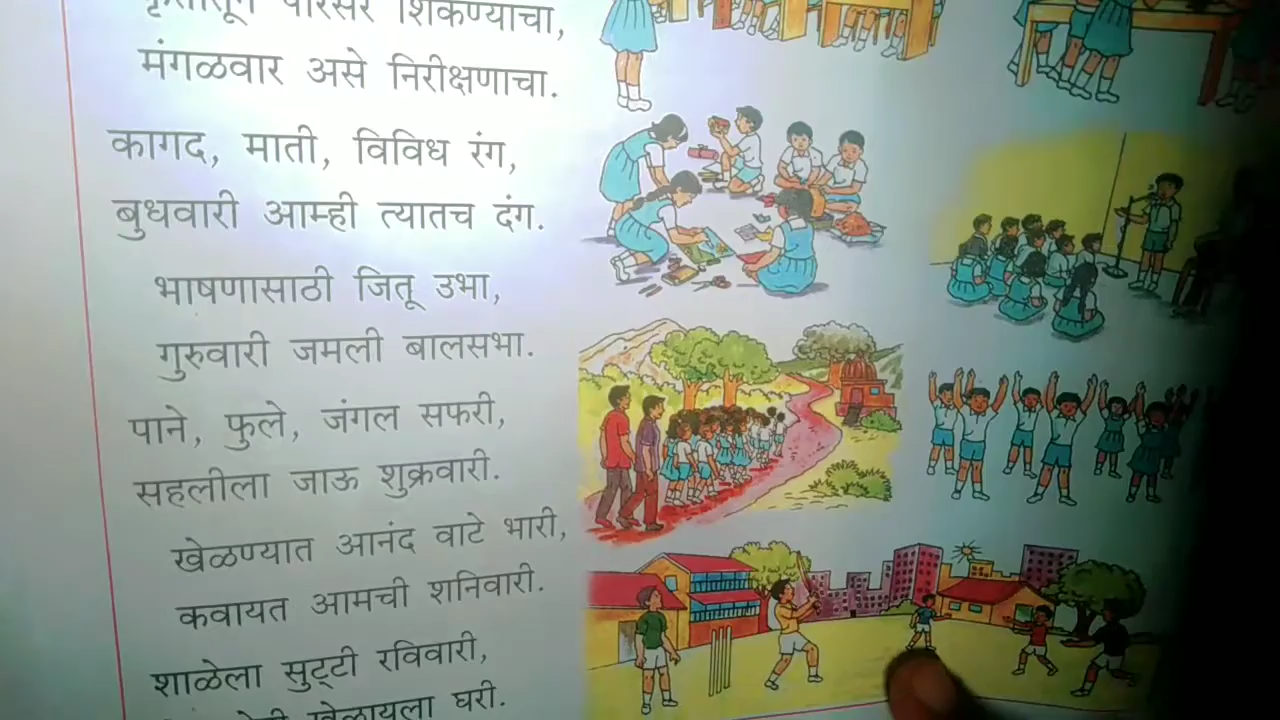 शिकण्याचा,
मंगळवार असे निरीक्षणाचा.
कागद, माती, विविध रंग,
बुधवारी आम्ही त्यातच दंग.
भाषणासाठी जितू उभा,
गुरुवारी जमली बालसभा.
पाने, फुले, जंगल सफरी,
सहलीला जाऊ शुक्रवारी.
खेळण्यात आनंद वाटे भारी,
कवायत आमची शनिवारी.
शाळेला सुट्टी रविवारी,
खेळायला घरी.